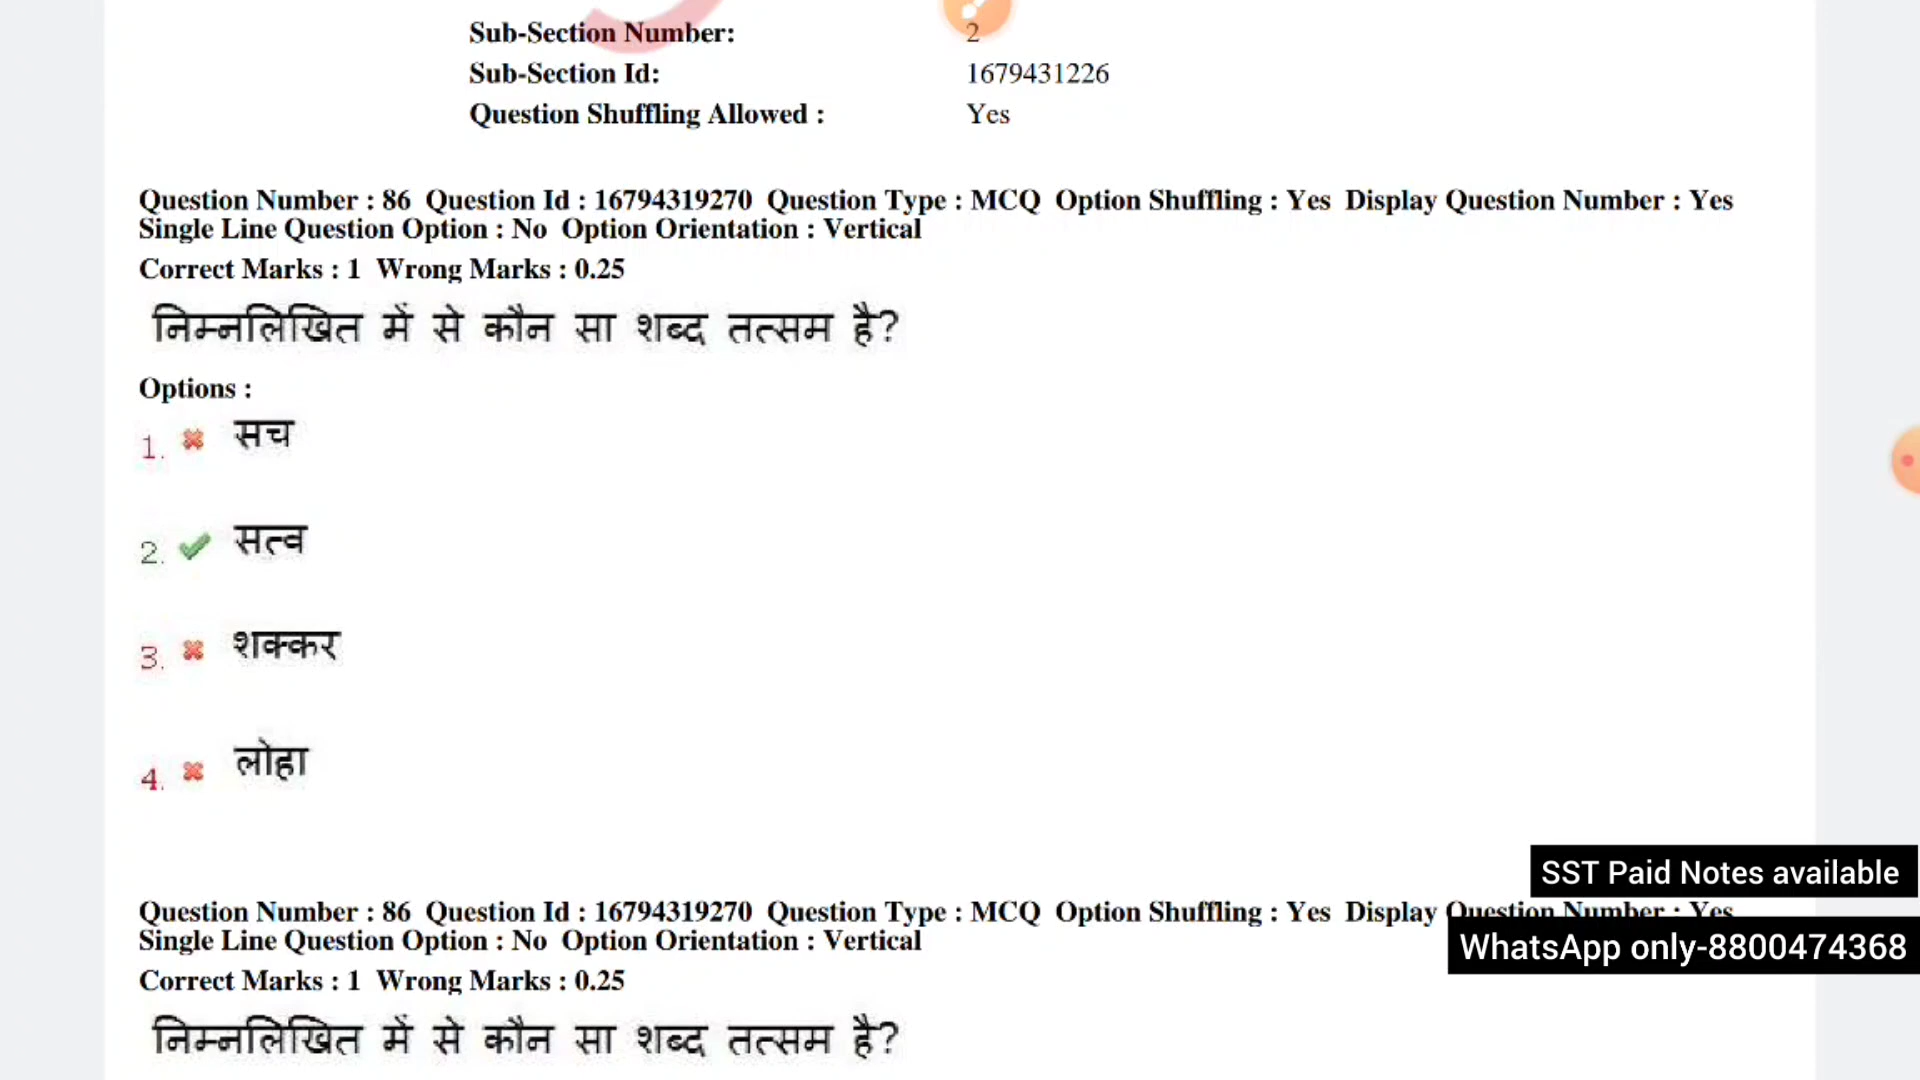 Sub-Section Number: 2
Sub-Section Id: 1679431226
Question Shuffling Allowed : Yes
Question Number : 86 Question Id : 16794319270 Question Type : MCQ Option Shuffling : Yes Display Question Number : Yes
Single Line Question Option : No Option Orientation : Vertical
Correct Marks : 1 Wrong Marks : 0.25
निम्नलिखित में से कौन सा शब्द तत्सम है?
Options :
1. सच
2. सत्व
3. शक्कर
4. लोहा
SST Paid Notes available
Question Number : 86 Question Id : 16794319270 Question Type : MCQ Option Shuffling : Yes Display Question Number : Yes
Single Line Question Option : No Option Orientation : Vertical
WhatsApp only-8800474368
Correct Marks : 1 Wrong Marks : 0.25
निम्नलिखित में से कौन सा शब्द तत्सम है?